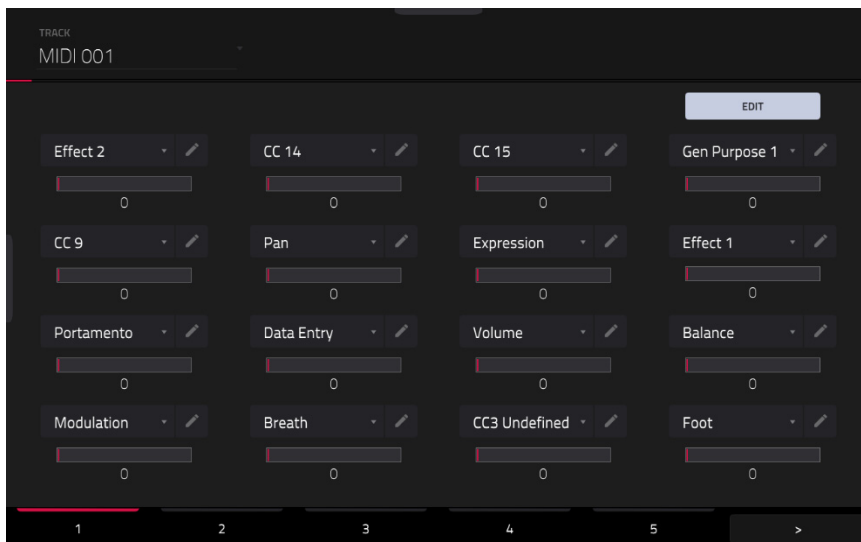 TRACK
MIDI 001
EDIT
Effect 2 CC 14 CC 15 Gen Purpose 1
0 0 0 0
CC 9 Pan Expression Effect 1
0 0 0 0
Portamento Data Entry Volume Balance
0 0 0 0
Modulation Breath CC3 Undefined Foot
0 0 0 0
1 2 3 4 5 >